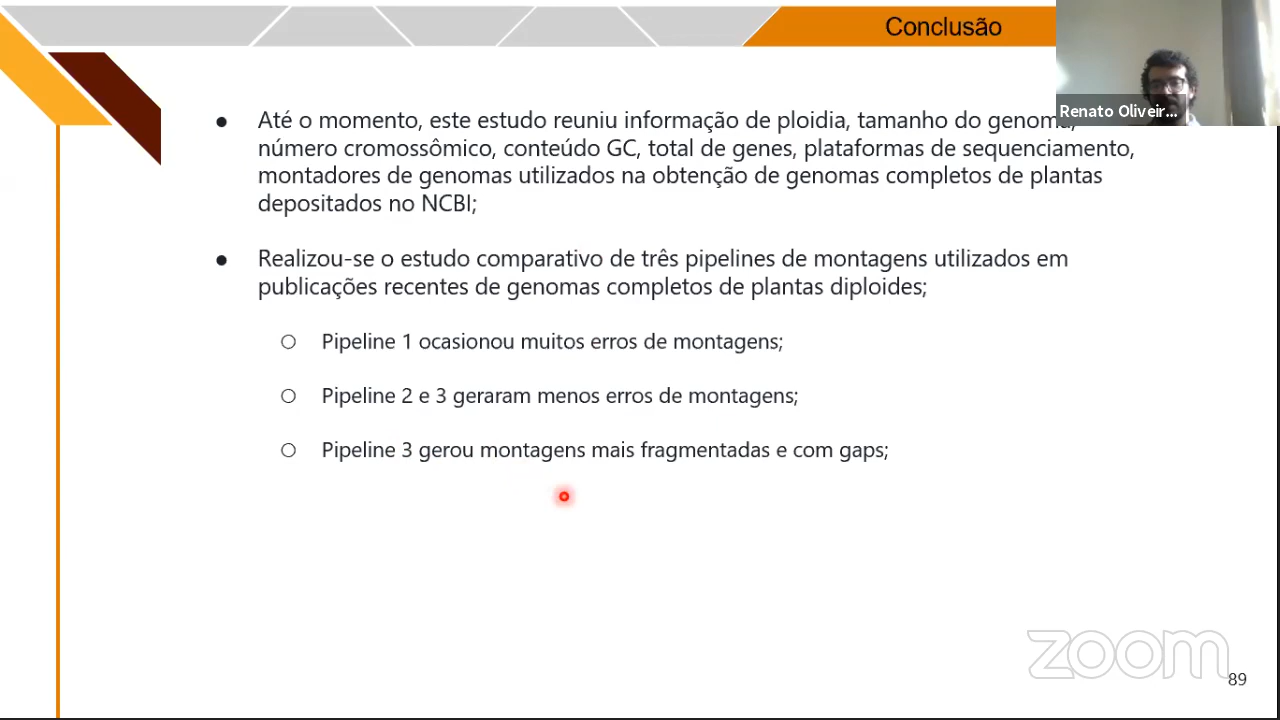 Conclusão
Renato Oliveir...
Até o momento, este estudo reuniu informação de ploidia, tamanho do genoma,
número cromossômico, conteúdo GC, total de genes, plataformas de sequenciamento,
montadores de genomas utilizados na obtenção de genomas completos de plantas
depositados no NCBI;
Realizou-se o estudo comparativo de três pipelines de montagens utilizados em
publicações recentes de genomas completos de plantas diploides;
Pipeline 1 ocasionou muitos erros de montagens;
Pipeline 2 e 3 geraram menos erros de montagens;
Pipeline 3 gerou montagens mais fragmentadas e com gaps;
zoom
89